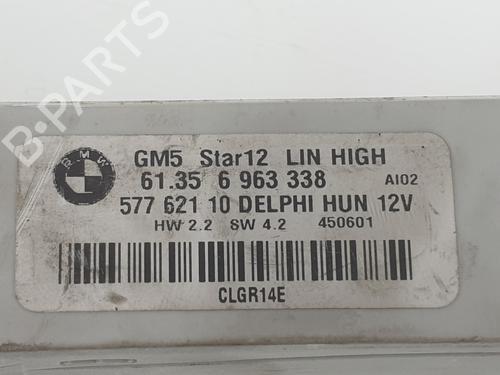 B-PARTS
BMW
GM5 Star12 LIN HIGH
61.35 6 963 338 AI02
577 621 10 DELPHI HUN 12V
HW 2.2 SW 4.2 450601
CLGR14E